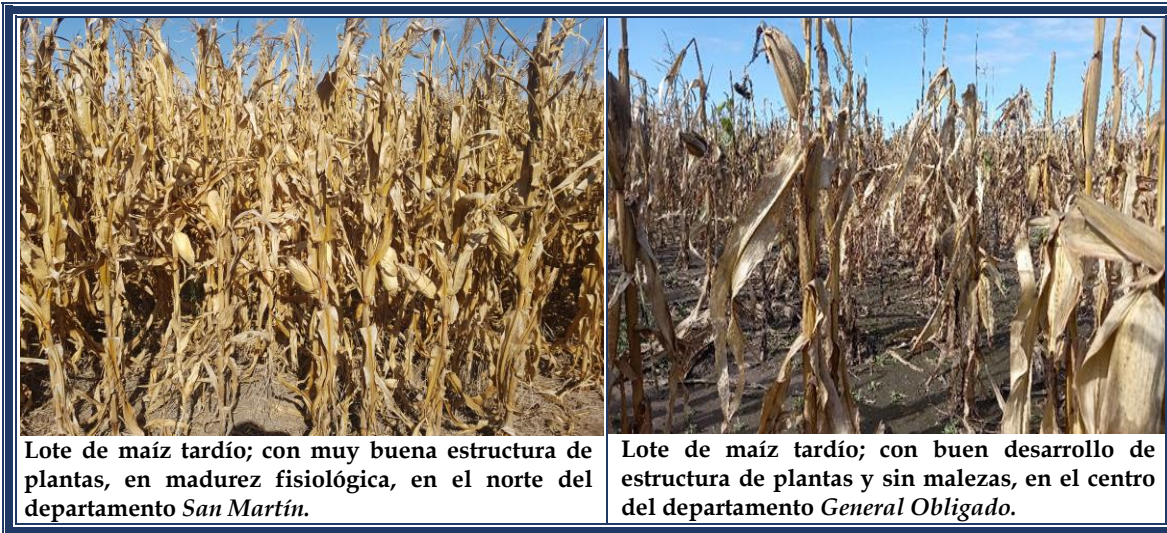 Lote de maíz tardío; con muy buena estructura de
plantas, en madurez fisiológica, en el norte del
departamento San Martín.
Lote de maíz tardío; con buen desarrollo de
estructura de plantas y sin malezas, en el centro
del departamento General Obligado.